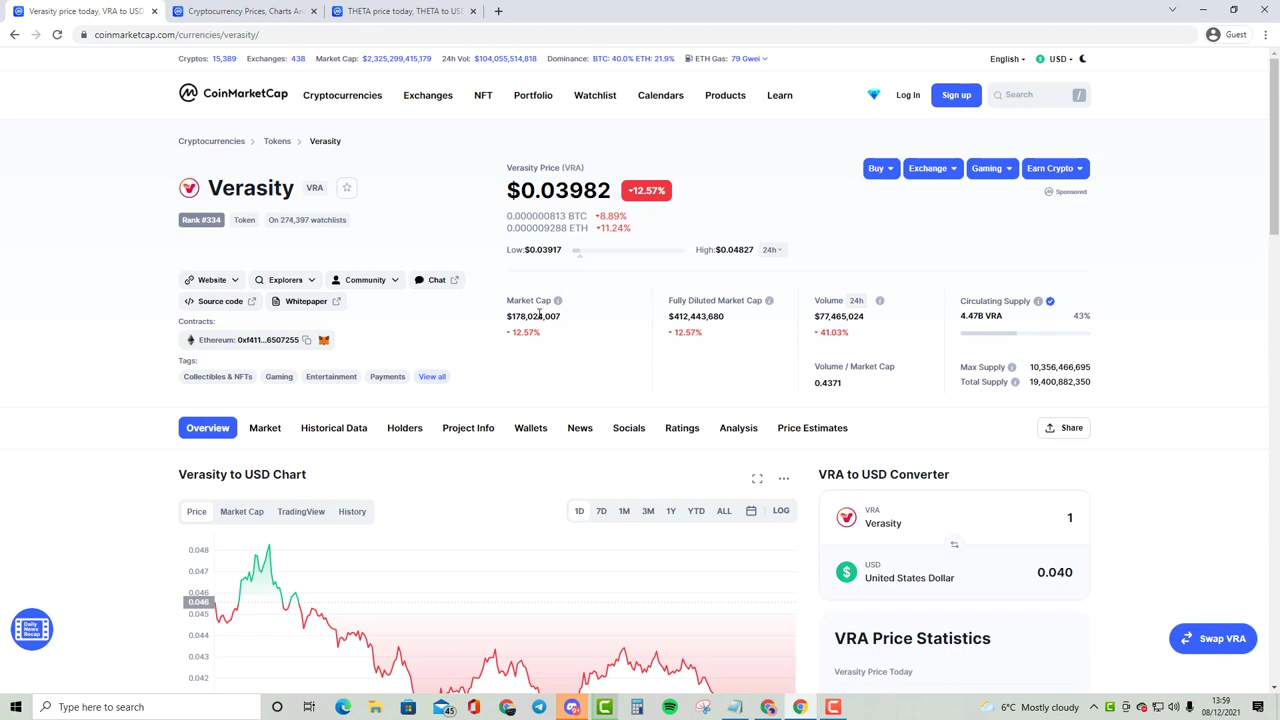 Verasity price today, VRA to USD
Cryptocurrency Prices, Charts An
THETA price today, THETA to US
coinmarketcap.com/currencies/verasity/
Guest
Cryptos: 15,389 Exchanges: 438 Market Cap: $2,325,299,415,179 24h Vol: $104,055,514,818 Dominance: BTC: 40.0% ETH: 21.9% ETH Gas: 79 Gwei
English USD
CoinMarketCap Cryptocurrencies Exchanges NFT Portfolio Watchlist Calendars Products Learn
Log In Sign up Search /
Cryptocurrencies Tokens Verasity
Verasity VRA
Rank #334 Token On 274,397 watchlists
Website Explorers Community Chat
Source code Whitepaper
Contracts:
Ethereum: 0xf411...6507255
Tags:
Collectibles & NFTs Gaming Entertainment Payments View all
Verasity Price (VRA)
$0.03982 12.57%
0.000000813 BTC 8.89%
0.000009288 ETH 11.24%
Low:$0.03917 High:$0.04827 24h
Buy Exchange Gaming Earn Crypto
Sponsored
Market Cap
$178,024,007
12.57%
Fully Diluted Market Cap
$412,443,680
12.57%
Volume 24h
$77,465,024
41.03%
Volume / Market Cap
0.4371
Circulating Supply
4.47B VRA 43%
Max Supply 10,356,466,695
Total Supply 19,400,882,350
Overview Market Historical Data Holders Project Info Wallets News Socials Ratings Analysis Price Estimates Share
Verasity to USD Chart
Price Market Cap TradingView History
1D 7D 1M 3M 1Y YTD ALL LOG
0.048
0.047
0.046
0.046
0.045
0.044
0.043
0.042
VRA to USD Converter
VRA
Verasity 1
USD
United States Dollar 0.040
VRA Price Statistics
Verasity Price Today
Daily
News
Recap
Swap VRA
Type here to search
45
6°C Mostly cloudy
13:59
08/12/2021